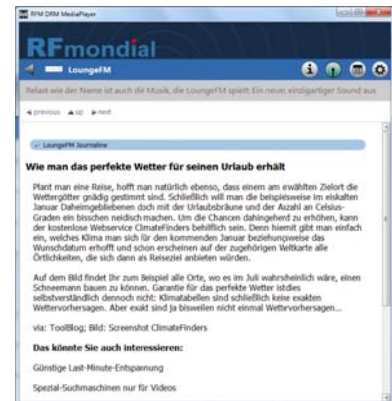 RFM DRM MediaPlayer
RFmondial
LoungeFM
Relast wie der Name ist auch die Musik, die LoungeFM spielt: Ein neuer, einzigartiger Sound aus
previous up next
LoungeFM Journaline
Wie man das perfekte Wetter für seinen Urlaub erhält
Plant man eine Reise, hofft man natürlich ebenso, dass einem am erwählten Zielort die
Wettergötter gnädig gestimmt sind. Schließlich will man die beispielsweise im eiskalten
Januar Daheimgebliebenen doch mit der Urlaubsbräune und der Anzahl an Celsius-
Graden ein bisschen neidisch machen. Um die Chancen dahingehend zu erhöhen, kann
der kostenlose Webservice ClimateFinders behilflich sein. Denn hiermit gibt man einfach
ein, welches Klima man sich für den kommenden Januar beziehungsweise das
Wunschdatum erhofft und schon erscheinen auf der zugehörigen Weltkarte alle
Örtlichkeiten, die sich dann als Reiseziel anbieten würden.
Auf dem Bild findet Ihr zum Beispiel alle Orte, wo es im Juli wahrscheinlich wäre, einen
Schneemann bauen zu können. Garantie für das perfekte Wetter ist dies
selbstverständlich dennoch nicht: Klimatabellen sind schließlich keine exakten
Wettervorhersagen. Aber exakt sind ja bisweilen nicht einmal Wettervorhersagen...
via: ToolBlog; Bild: Screenshot ClimateFinders
Das könnte Sie auch interessieren:
Günstige Last-Minute-Entspannung
Spezial-Suchmaschinen nur für Videos